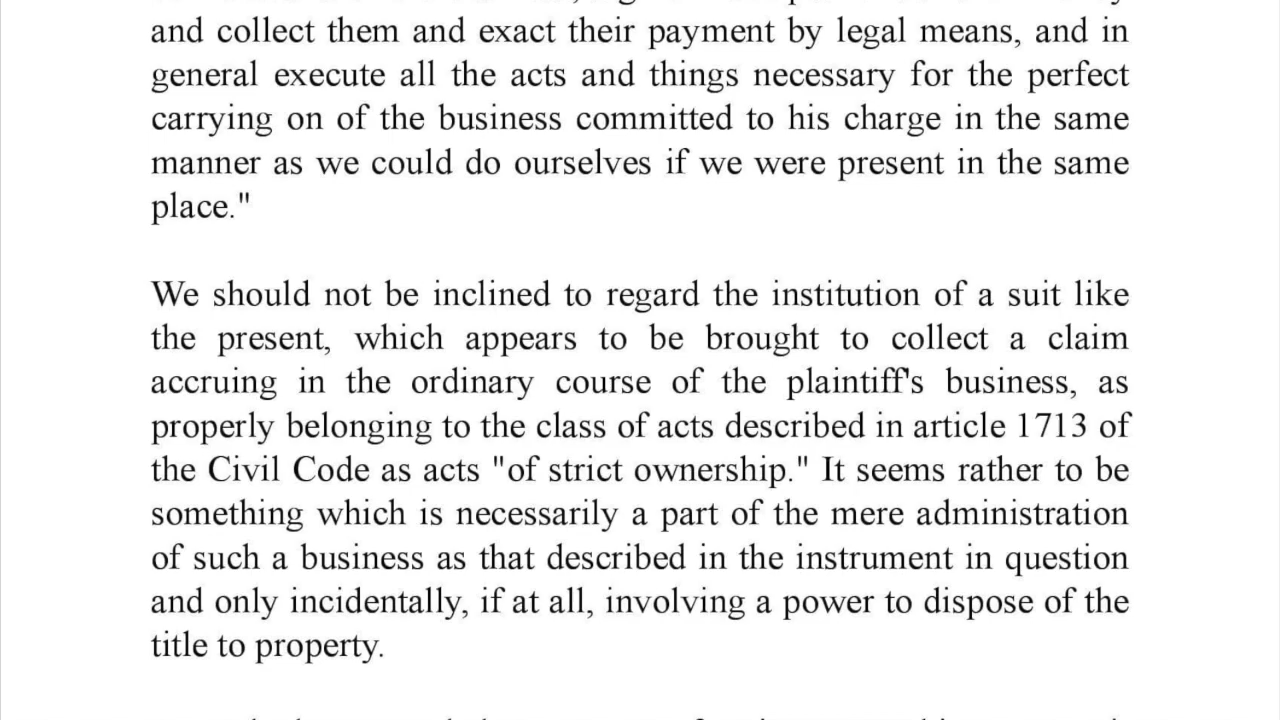 and collect them and exact their payment by legal means, and in
general execute all the acts and things necessary for the perfect
carrying on of the business committed to his charge in the same
manner as we could do ourselves if we were present in the same
place."
We should not be inclined to regard the institution of a suit like
the present, which appears to be brought to collect a claim
accruing in the ordinary course of the plaintiff's business, as
properly belonging to the class of acts described in article 1713 of
the Civil Code as acts "of strict ownership." It seems rather to be
something which is necessarily a part of the mere administration
of such a business as that described in the instrument in question
and only incidentally, if at all, involving a power to dispose of the
title to property.